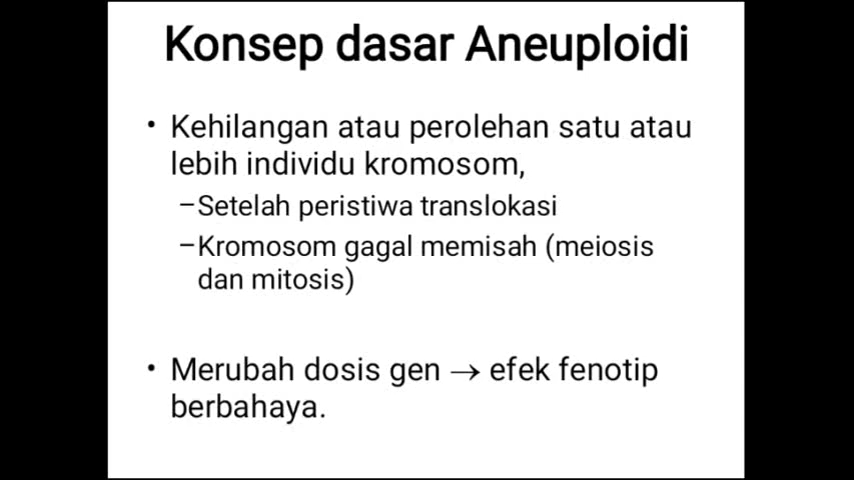 Konsep dasar Aneuploidi
• Kehilangan atau perolehan satu atau
lebih individu kromosom,
–Setelah peristiwa translokasi
–Kromosom gagal memisah (meiosis
dan mitosis)
• Merubah dosis gen → efek fenotip
berbahaya.